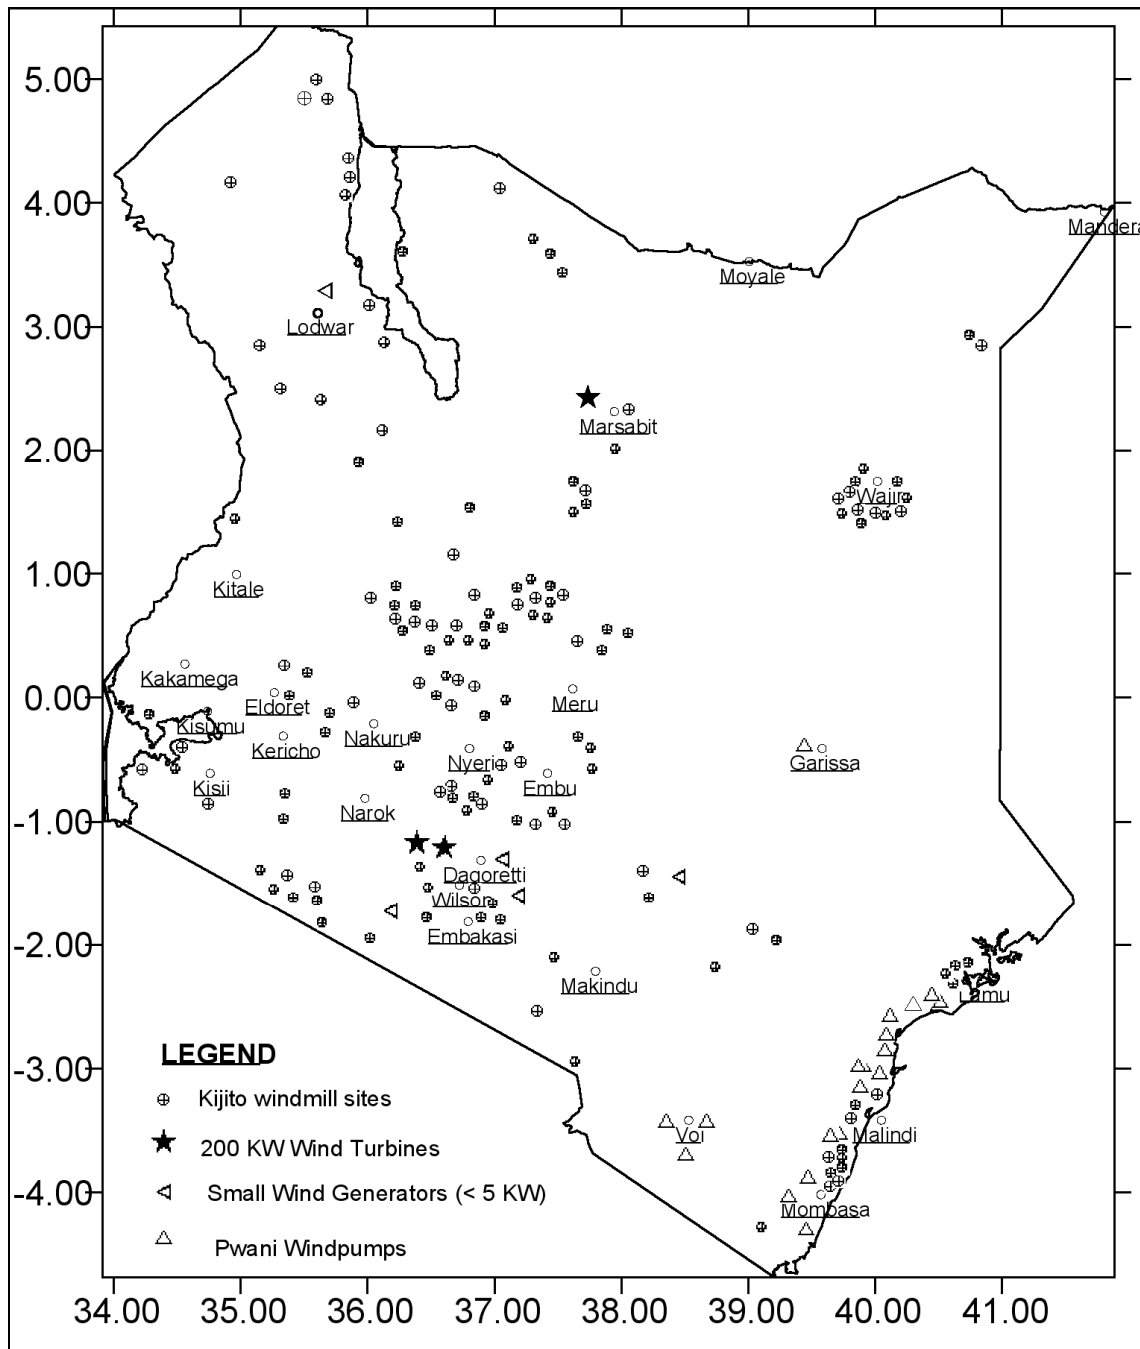 5.00
4.00
Mandera
Moyale
3.00
Lodwar
Marsabit
2.00
Wajir
1.00
Kitale
Kakamega
0.00
Eldoret
Meru
Kisumu
Kericho
Nakuru
Nyeri
Garissa
Kisii
Embu
Narok
-1.00
Dagoretti
Wilson
Embakasi
-2.00
Makindu
Lamu
LEGEND
-3.00
Kijito windmill sites
Voi
Malindi
200 KW Wind Turbines
Small Wind Generators (< 5 KW)
-4.00
Mombasa
Pwani Windpumps
34.00 35.00 36.00 37.00 38.00 39.00 40.00 41.00